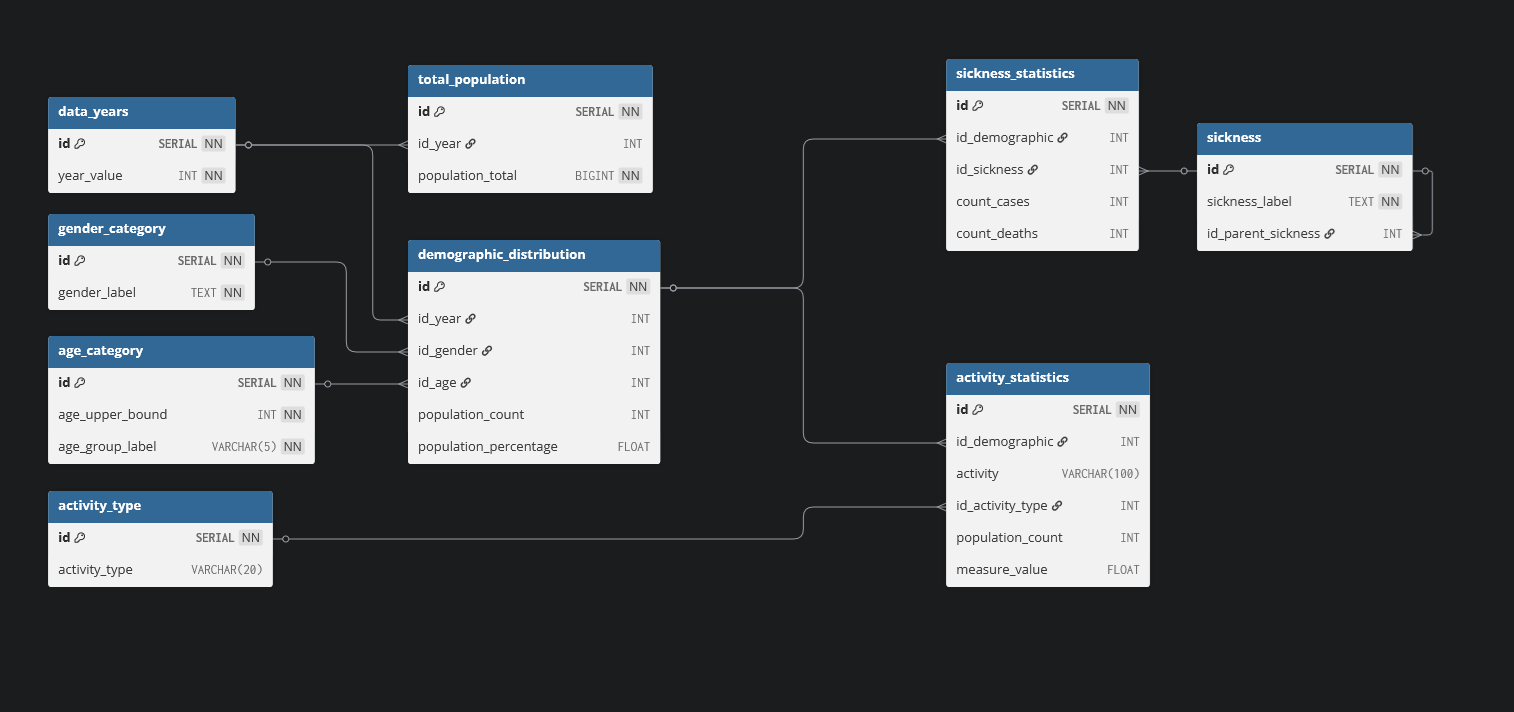 data_years
id SERIAL NN
year_value INT NN
gender_category
id SERIAL NN
gender_label TEXT NN
age_category
id SERIAL NN
age_upper_bound INT NN
age_group_label VARCHAR(5) NN
activity_type
id SERIAL NN
activity_type VARCHAR(20)
total_population
id SERIAL NN
id_year INT
population_total BIGINT NN
demographic_distribution
id SERIAL NN
id_year INT
id_gender INT
id_age INT
population_count INT
population_percentage FLOAT
sickness_statistics
id SERIAL NN
id_demographic INT
id_sickness INT
count_cases INT
count_deaths INT
sickness
id SERIAL NN
sickness_label TEXT NN
id_parent_sickness INT
activity_statistics
id SERIAL NN
id_demographic INT
activity VARCHAR(100)
id_activity_type INT
population_count INT
measure_value FLOAT